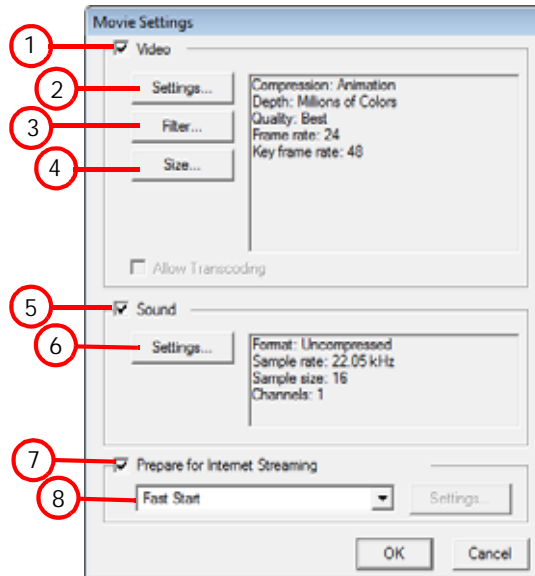 Movie Settings
1 Video
2 Settings...
Compression: Animation
Depth: Millions of Colors
Quality: Best
Frame rate: 24
Key frame rate: 48
3 Filter...
4 Size...
Allow Transcoding
5 Sound
6 Settings...
Format: Uncompressed
Sample rate: 22.05 kHz
Sample size: 16
Channels: 1
7 Prepare for Internet Streaming
8 Fast Start
Settings...
OK Cancel